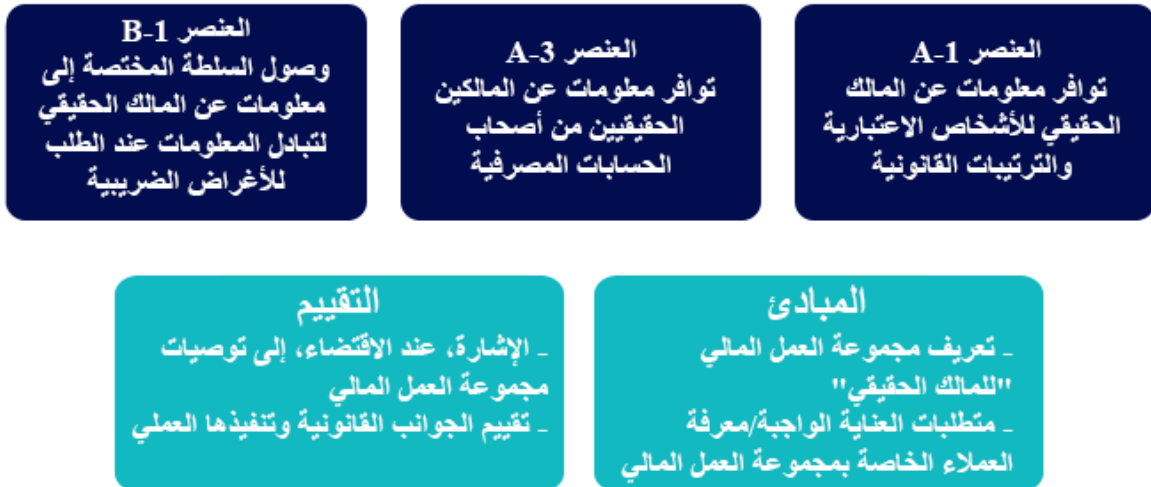 العنصر A-1
توافر معلومات عن المالك
الحقيقي للأشخاص الاعتبارية
والترتيبات القانونية
العنصر A-3
توافر معلومات عن المالكين
الحقيقيين من أصحاب
الحسابات المصرفية
العنصر B-1
وصول السلطة المختصة إلى
معلومات عن المالك الحقيقي
لتبادل المعلومات عند الطلب
للأغراض الضريبية
المبادئ
- تعريف مجموعة العمل المالي
"للمالك الحقيقي"
- متطلبات العناية الواجبة/معرفة
العملاء الخاصة بمجموعة العمل المالي
التقييم
- الإشارة، عند الاقتضاء، إلى توصيات
مجموعة العمل المالي
- تقييم الجوانب القانونية وتنفيذها العملي